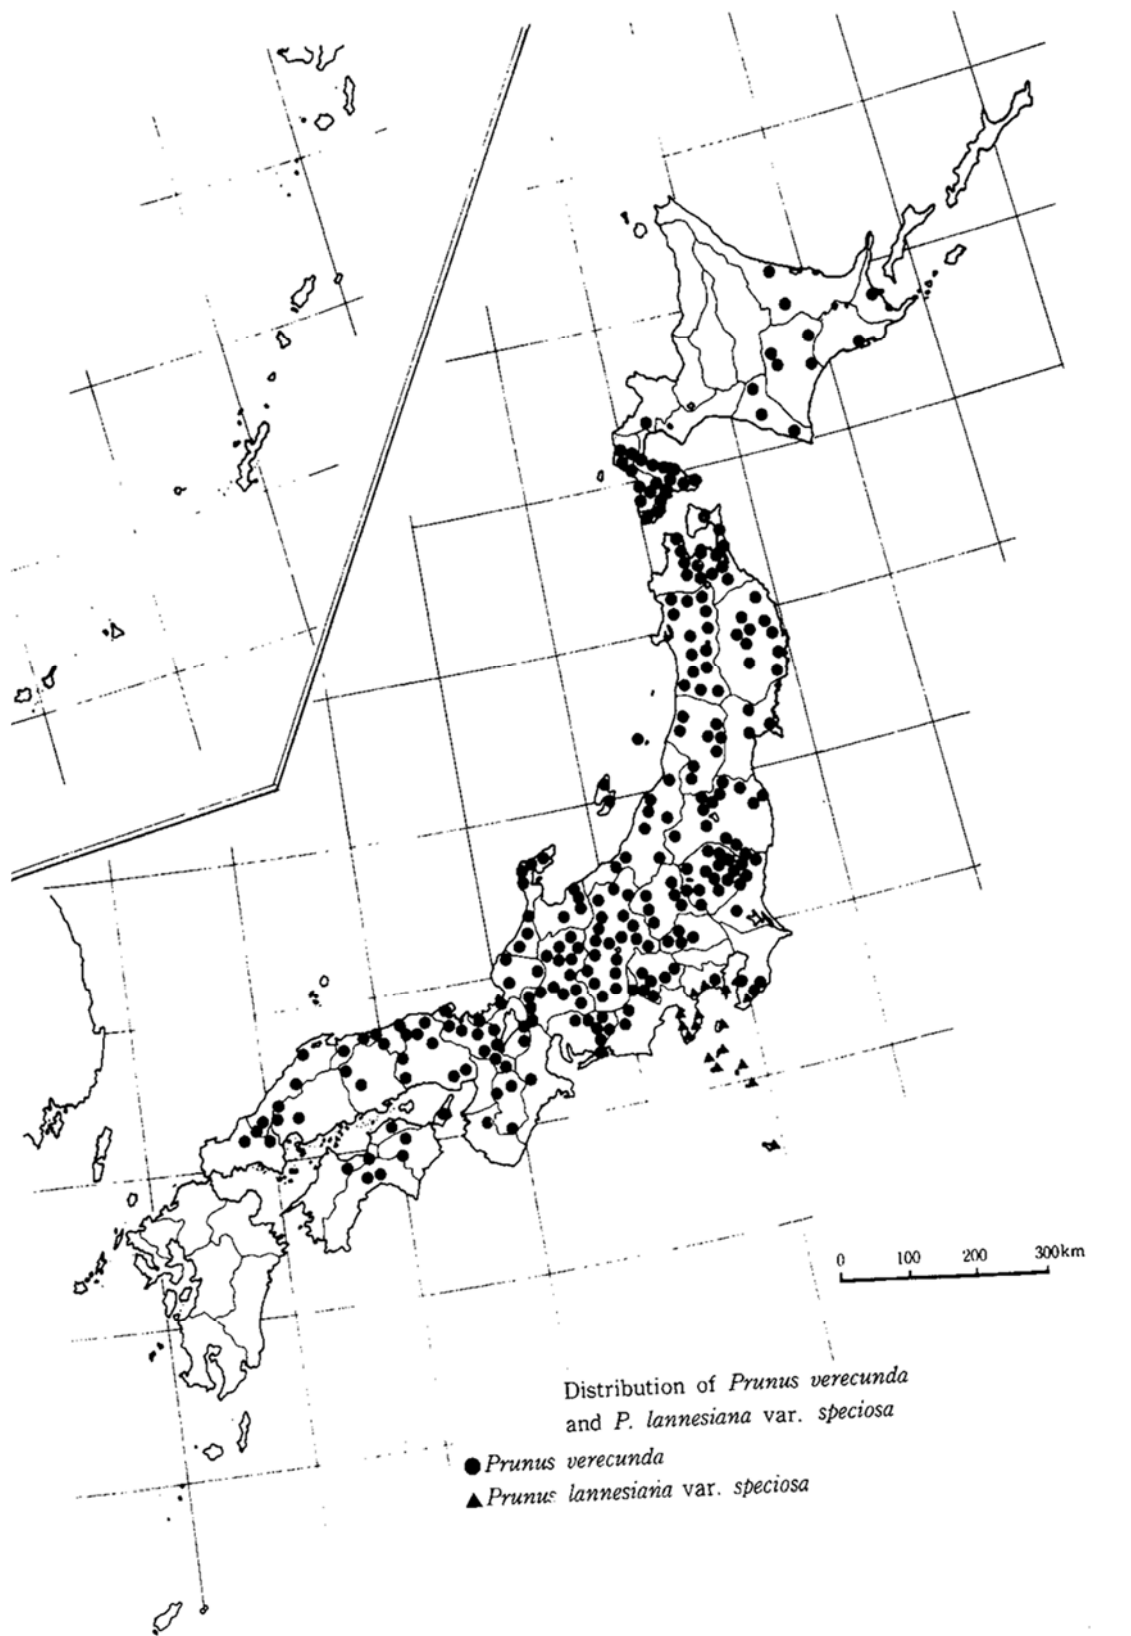 0 100 200 300km
Distribution of Prunus verecunda
and P. lannesiana var. speciosa
● Prunus verecunda
▲ Prunus lannesiana var. speciosa